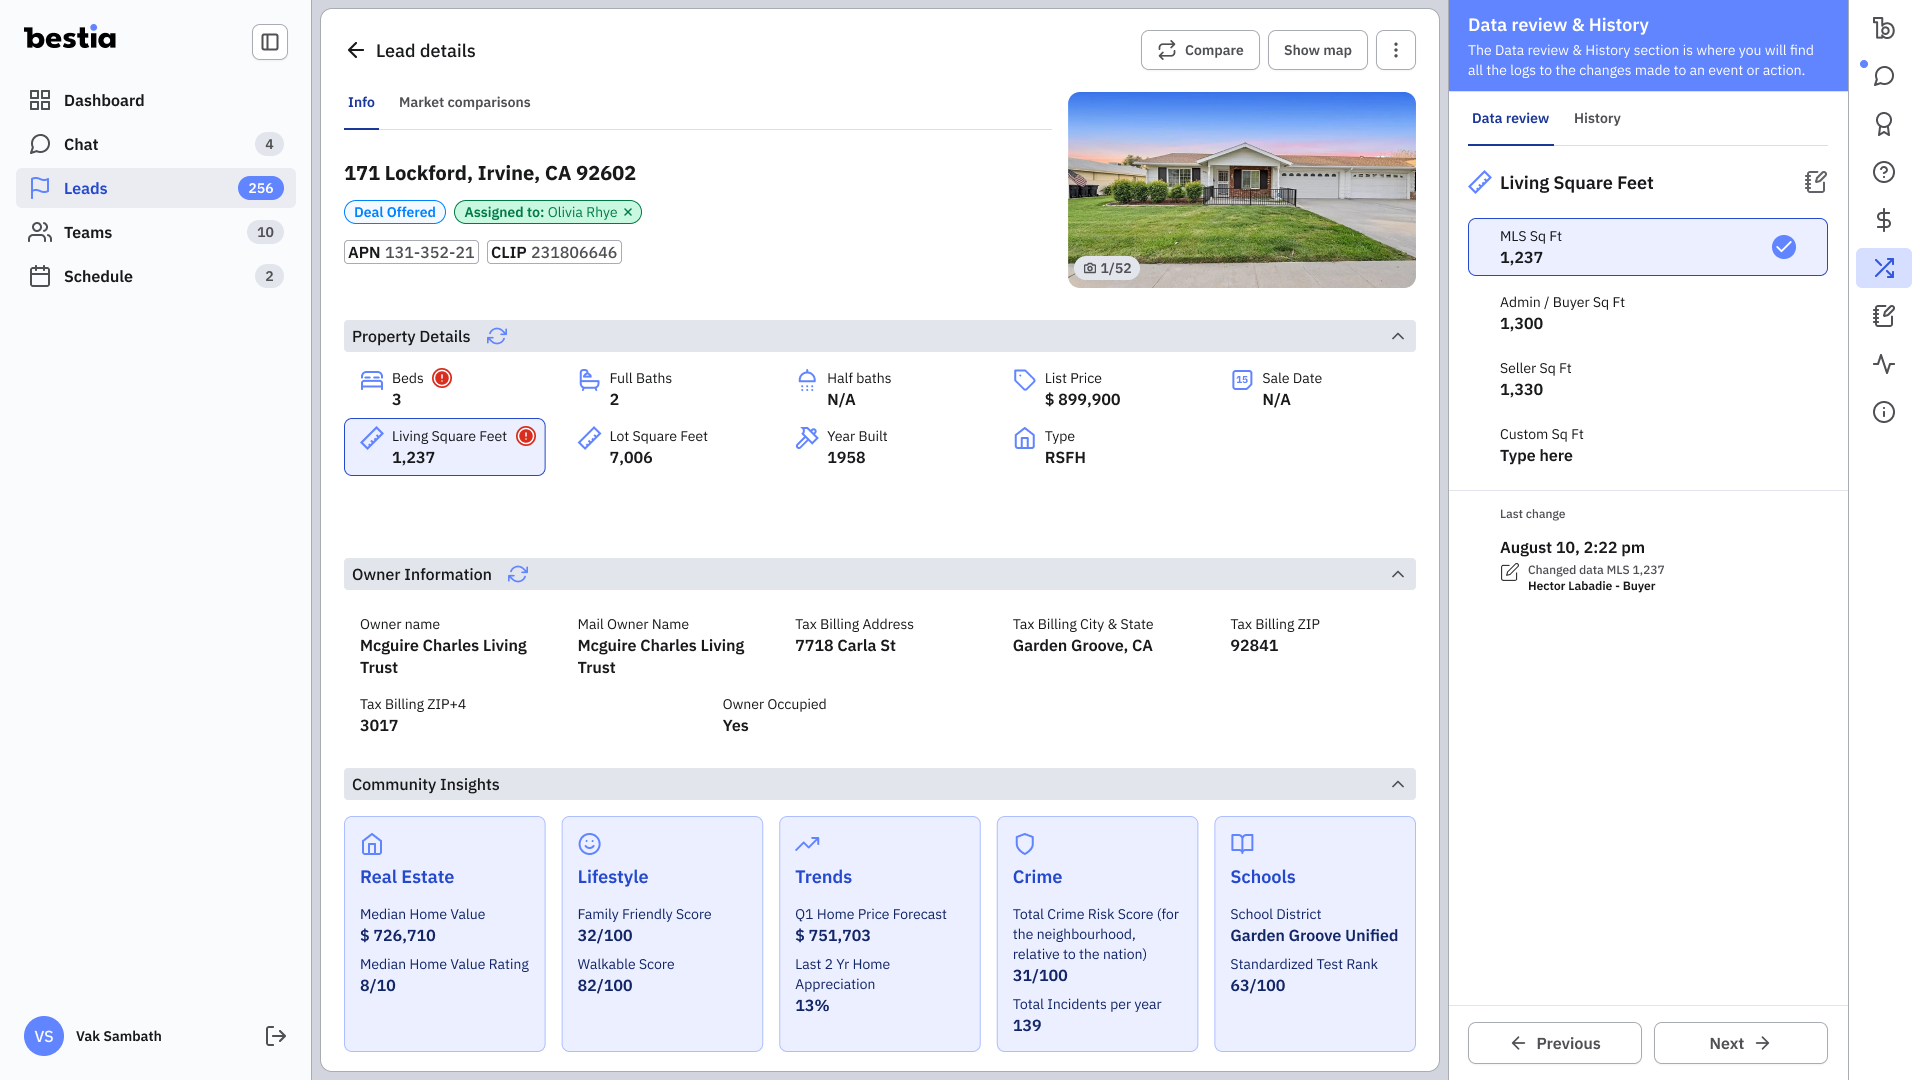 bestia
Dashboard
Chat 4
Leads 256
Teams 10
Schedule 2
VS Vak Sambath
Lead details
Compare
Show map
Info
Market comparisons
171 Lockford, Irvine, CA 92602
Deal Offered
Assigned to: Olivia Rhye ×
APN 131-352-21
CLIP 231806646
1/52
Property Details
Beds
3
Full Baths
2
Half baths
N/A
List Price
$ 899,900
15
Sale Date
N/A
Living Square Feet
1,237
Lot Square Feet
7,006
Year Built
1958
Type
RSFH
Owner Information
Owner name
Mcguire Charles Living
Trust
Mail Owner Name
Mcguire Charles Living
Trust
Tax Billing Address
7718 Carla St
Tax Billing City & State
Garden Groove, CA
Tax Billing ZIP
92841
Tax Billing ZIP+4
3017
Owner Occupied
Yes
Community Insights
Real Estate
Median Home Value
$ 726,710
Median Home Value Rating
8/10
Lifestyle
Family Friendly Score
32/100
Walkable Score
82/100
Trends
Q1 Home Price Forecast
$ 751,703
Last 2 Yr Home
Appreciation
13%
Crime
Total Crime Risk Score (for
the neighbourhood,
relative to the nation)
31/100
Total Incidents per year
139
Schools
School District
Garden Groove Unified
Standardized Test Rank
63/100
Data review & History
The Data review & History section is where you will find
all the logs to the changes made to an event or action.
Data review
History
Living Square Feet
MLS Sq Ft
1,237
Admin / Buyer Sq Ft
1,300
Seller Sq Ft
1,330
Custom Sq Ft
Type here
Last change
August 10, 2:22 pm
Changed data MLS 1,237
Hector Labadie - Buyer
Previous
Next
b